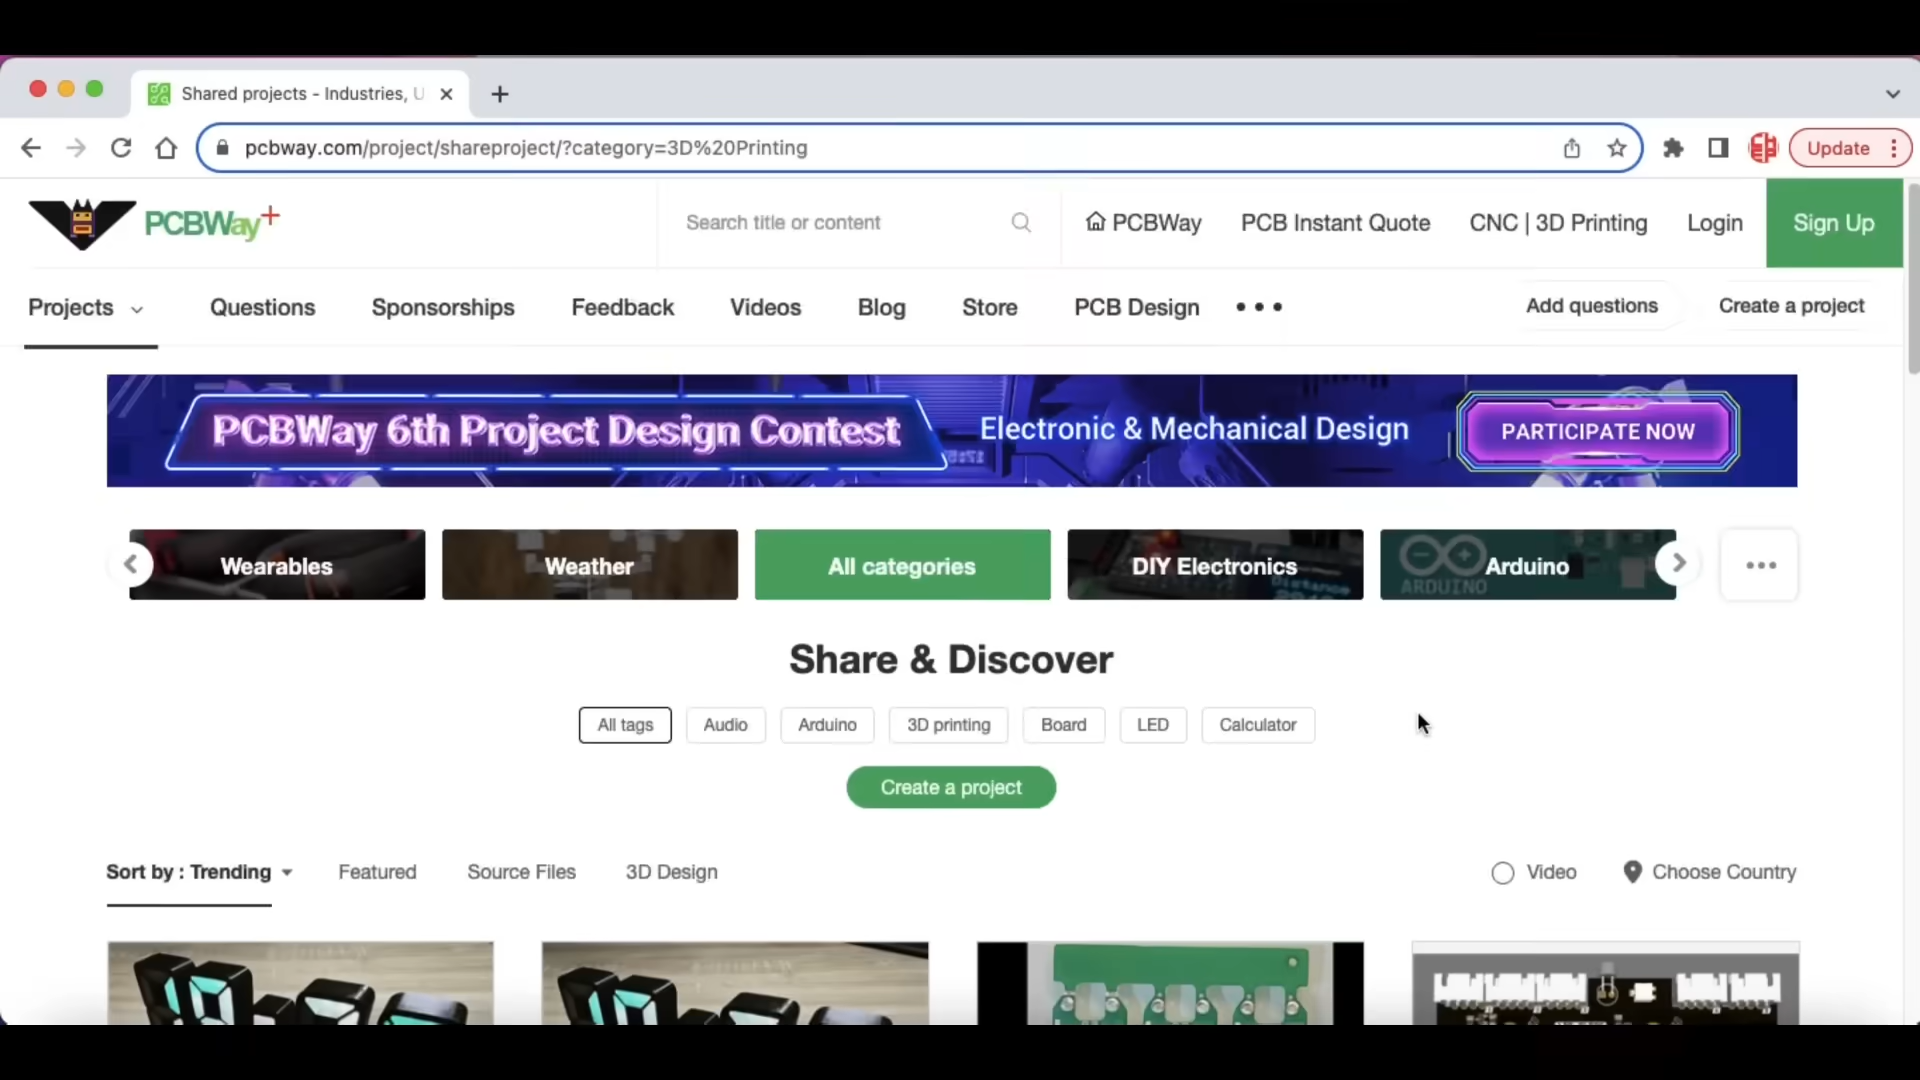 Shared projects - Industries, U
pcbway.com/project/shareproject/?category=3D%20Printing
Update
PCBWay+
Search title or content
PCBWay
PCB Instant Quote
CNC | 3D Printing
Login
Sign Up
Projects
Questions
Sponsorships
Feedback
Videos
Blog
Store
PCB Design
Add questions
Create a project
PCBWay 6th Project Design Contest
Electronic & Mechanical Design
PARTICIPATE NOW
Wearables
Weather
All categories
DIY Electronics
Arduino
ARDUINO
Share & Discover
All tags
Audio
Arduino
3D printing
Board
LED
Calculator
Create a project
Sort by : Trending
Featured
Source Files
3D Design
Video
Choose Country